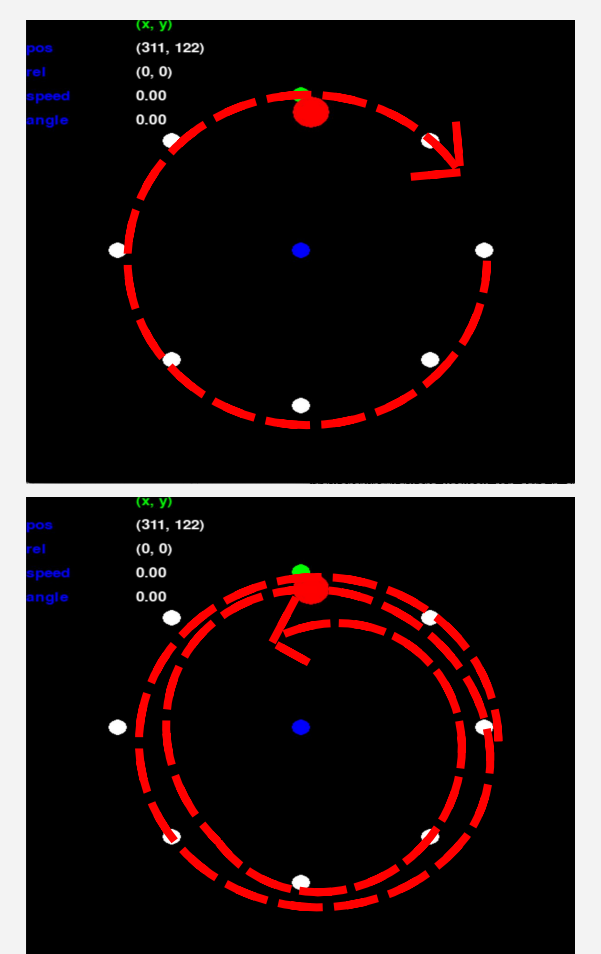 (x, y)
pos (311, 122)
rel (0, 0)
speed 0.00
angle 0.00
(x, y)
pos (311, 122)
rel (0, 0)
speed 0.00
angle 0.00